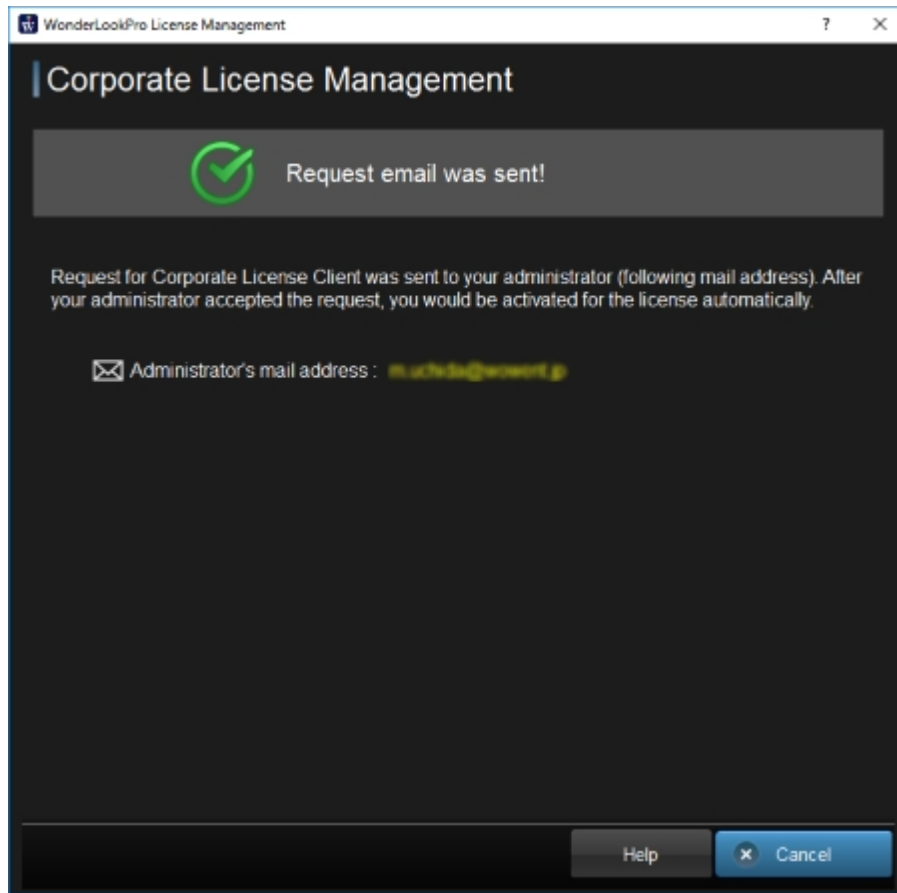 WonderLookPro License Management
Corporate License Management
Request email was sent!
Request for Corporate License Client was sent to your administrator (following mail address). After
your administrator accepted the request, you would be activated for the license automatically.
Administrator's mail address :
Help
Cancel